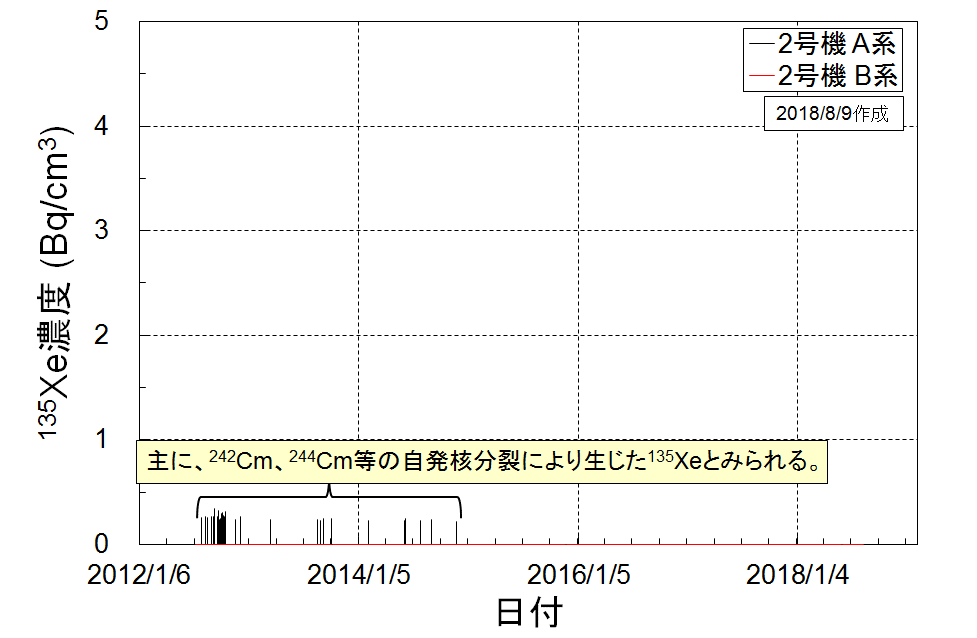 5
2号機 A系
2号機 B系
2018/8/9作成
4
3
2
1
0
¹³⁵Xe濃度 (Bq/cm³)
主に、²⁴²Cm、²⁴⁴Cm等の自発核分裂により生じた¹³⁵Xeとみられる。
2012/1/6 2014/1/5 2016/1/5 2018/1/4
日付